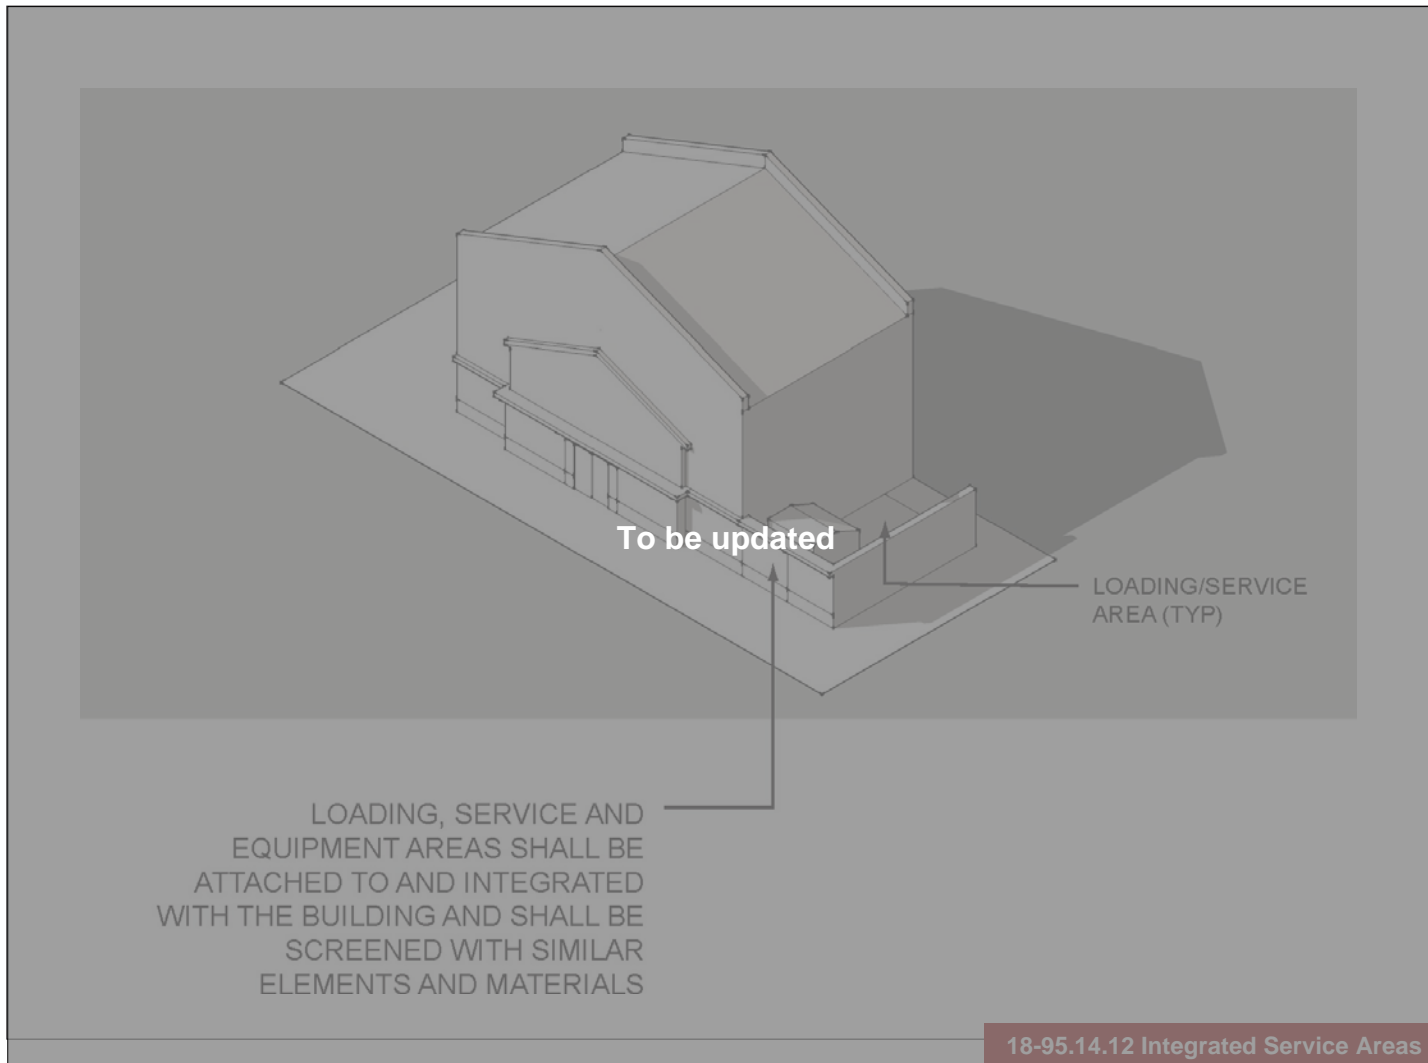 To be updated
LOADING/SERVICE
AREA (TYP)
LOADING, SERVICE AND
EQUIPMENT AREAS SHALL BE
ATTACHED TO AND INTEGRATED
WITH THE BUILDING AND SHALL BE
SCREENED WITH SIMILAR
ELEMENTS AND MATERIALS
18-95.14.12 Integrated Service Areas